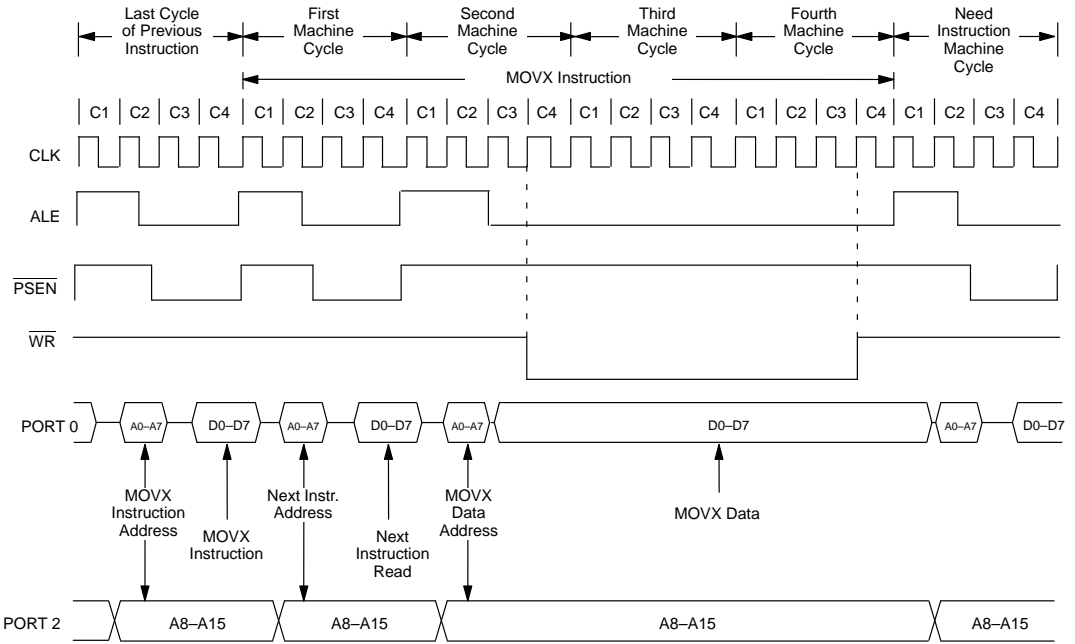 Last Cycle
of Previous
Instruction
First
Machine
Cycle
Second
Machine
Cycle
Third
Machine
Cycle
Fourth
Machine
Cycle
Need
Instruction
Machine
Cycle
MOVX Instruction
C1 C2 C3 C4 C1 C2 C3 C4 C1 C2 C3 C4 C1 C2 C3 C4 C1 C2 C3 C4 C1 C2 C3 C4
CLK
ALE
PSEN
WR
PORT 0
A0–A7 D0–D7 A0–A7 D0–D7 A0–A7 D0–D7 A0–A7 D0–D7
MOVX
Instruction
Address
MOVX
Instruction
Next Instr.
Address
Next
Instruction
Read
MOVX
Data
Address
MOVX Data
PORT 2
A8–A15 A8–A15 A8–A15 A8–A15